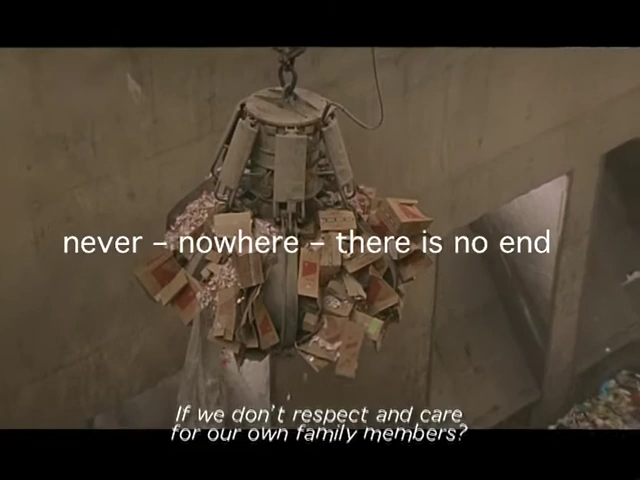 never – nowhere – there is no end
If we don't respect and care
for our own family members?